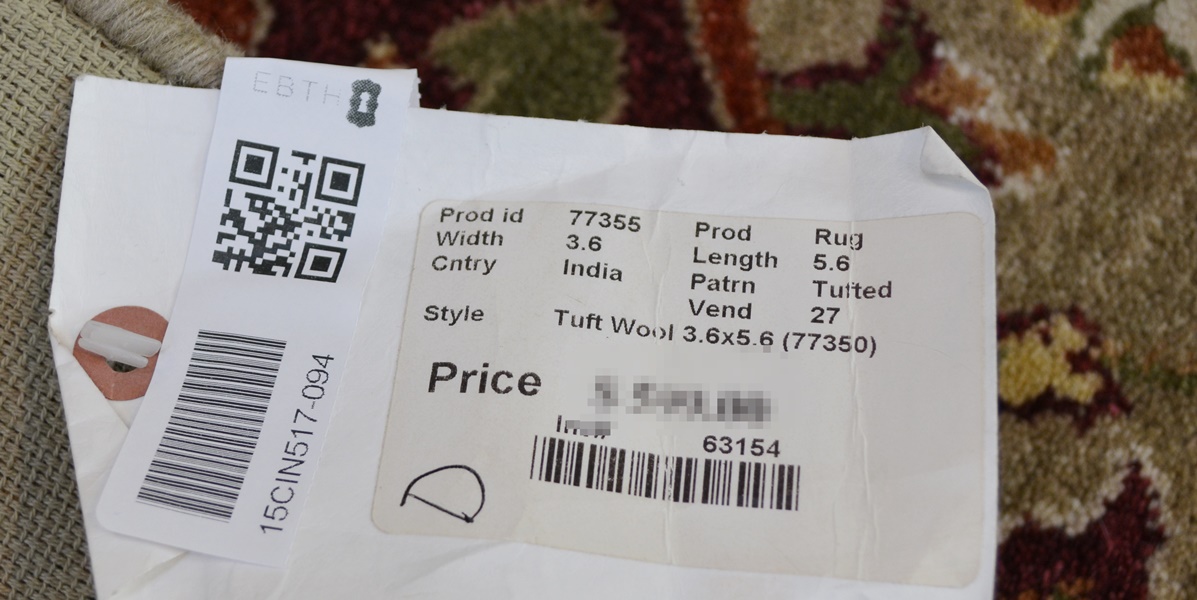 EBTH
15CIN517-094
Prod id 77355 Prod Rug
Width 3.6 Length 5.6
Cntry India Patrn Tufted
Vend 27
Style Tuft Wool 3.6x5.6 (77350)
Price
63154
D